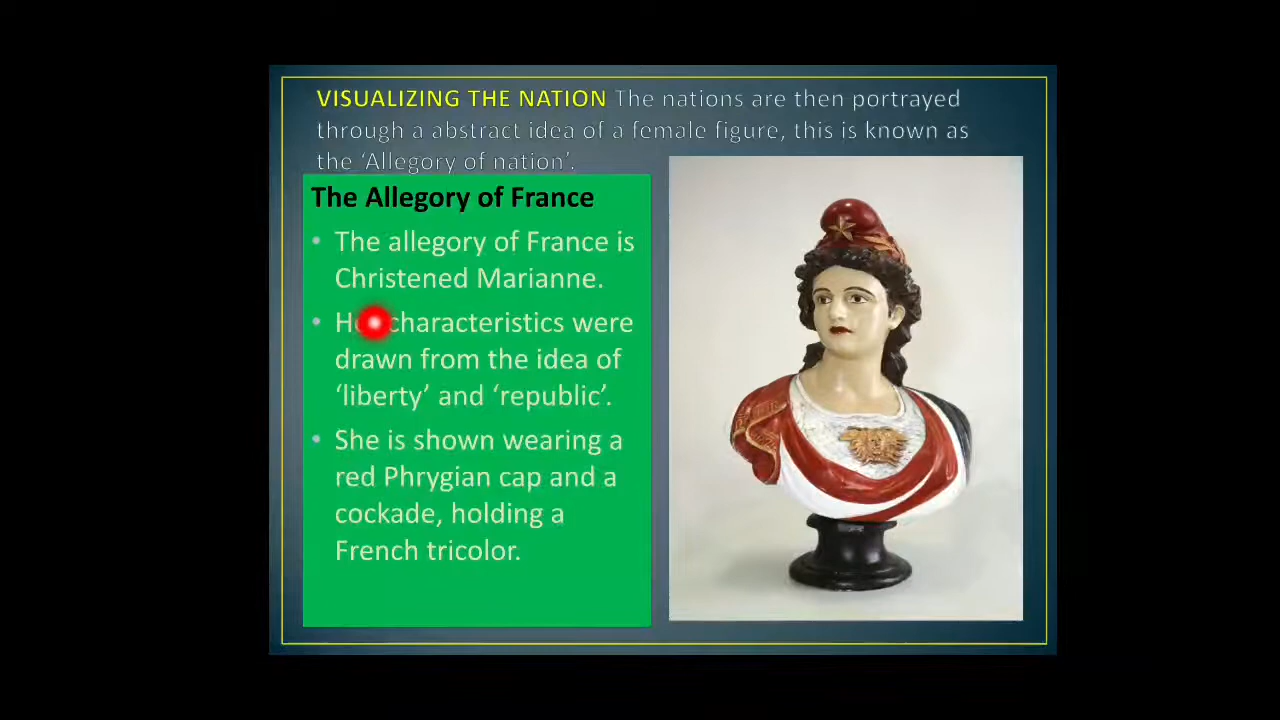 VISUALIZING THE NATION The nations are then portrayed
through a abstract idea of a female figure, this is known as
the ‘Allegory of nation’.
The Allegory of France
• The allegory of France is
Christened Marianne.
• characteristics were
drawn from the idea of
‘liberty’ and ‘republic’.
• She is shown wearing a
red Phrygian cap and a
cockade, holding a
French tricolor.